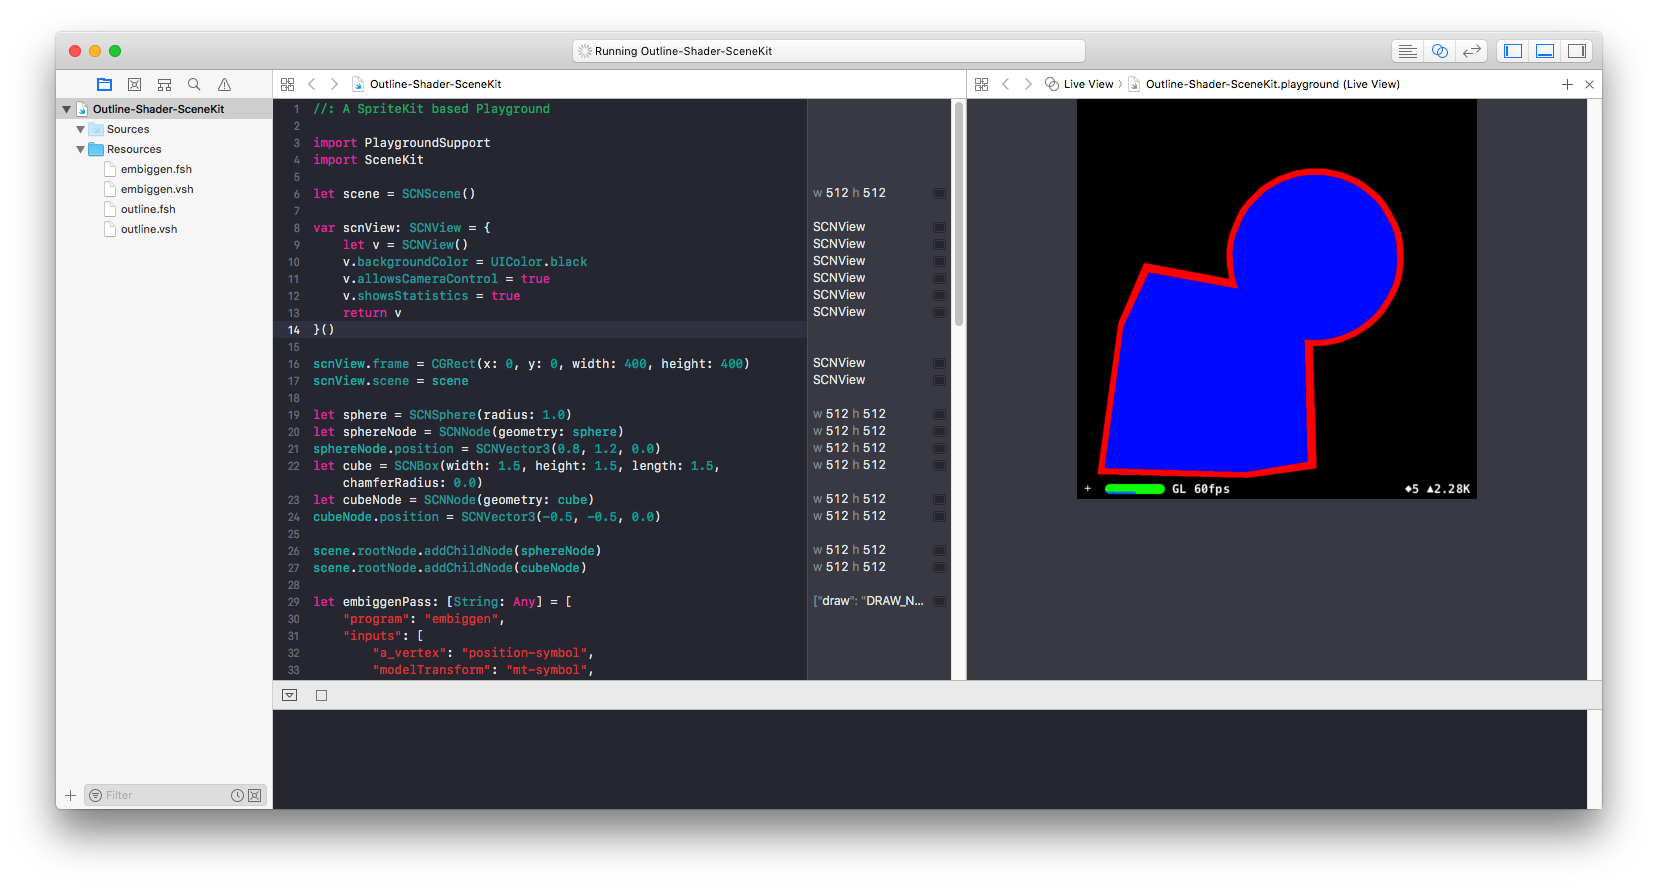 Running Outline-Shader-SceneKit
Outline-Shader-SceneKit
Live View
Outline-Shader-SceneKit.playground (Live View)
Outline-Shader-SceneKit
Sources
Resources
embiggen.fsh
embiggen.vsh
outline.fsh
outline.vsh
Filter
1 //: A SpriteKit based Playground
2
3 import PlaygroundSupport
4 import SceneKit
5
6 let scene = SCNScene() w 512 h 512
7
8 var scnView: SCNView = { SCNView
9 let v = SCNView() SCNView
10 v.backgroundColor = UIColor.black SCNView
11 v.allowsCameraControl = true SCNView
12 v.showsStatistics = true SCNView
13 return v SCNView
14 }()
15
16 scnView.frame = CGRect(x: 0, y: 0, width: 400, height: 400) SCNView
17 scnView.scene = scene SCNView
18
19 let sphere = SCNSphere(radius: 1.0) w 512 h 512
20 let sphereNode = SCNNode(geometry: sphere) w 512 h 512
21 sphereNode.position = SCNVector3(0.8, 1.2, 0.0) w 512 h 512
22 let cube = SCNBox(width: 1.5, height: 1.5, length: 1.5, w 512 h 512
chamferRadius: 0.0)
23 let cubeNode = SCNNode(geometry: cube) w 512 h 512
24 cubeNode.position = SCNVector3(-0.5, -0.5, 0.0) w 512 h 512
25
26 scene.rootNode.addChildNode(sphereNode) w 512 h 512
27 scene.rootNode.addChildNode(cubeNode) w 512 h 512
28
29 let embiggenPass: [String: Any] = [ ["draw": "DRAW_N...
30 "program": "embiggen",
31 "inputs": [
32 "a_vertex": "position-symbol",
33 "modelTransform": "mt-symbol",
+ GL 60fps ◆5 ▲2.28K